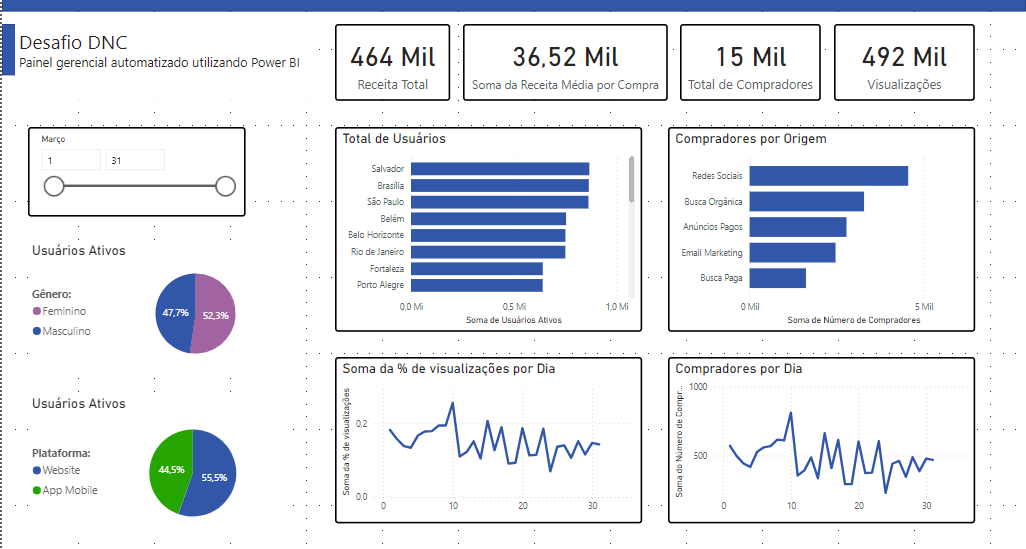 Desafio DNC
Painel gerencial automatizado utilizando Power BI
464 Mil
Receita Total
36,52 Mil
Soma da Receita Média por Compra
15 Mil
Total de Compradores
492 Mil
Visualizações
Março
1
31
Usuários Ativos
Gênero:
Feminino
Masculino
47,7%
52,3%
Usuários Ativos
Plataforma:
Website
App Mobile
44,5%
55,5%
Total de Usuários
Salvador
Brasília
São Paulo
Belém
Belo Horizonte
Rio de Janeiro
Fortaleza
Porto Alegre
0,0 Mi
0,5 Mi
1,0 Mi
Soma de Usuários Ativos
Compradores por Origem
Redes Sociais
Busca Orgânica
Anúncios Pagos
Email Marketing
Busca Paga
0 Mil
5 Mil
Soma de Número de Compradores
Soma da % de visualizações por Dia
Soma da % de visualizações
0,2
0,0
0
10
20
30
Compradores por Dia
Soma do Número de Compr...
1000
500
0
10
20
30